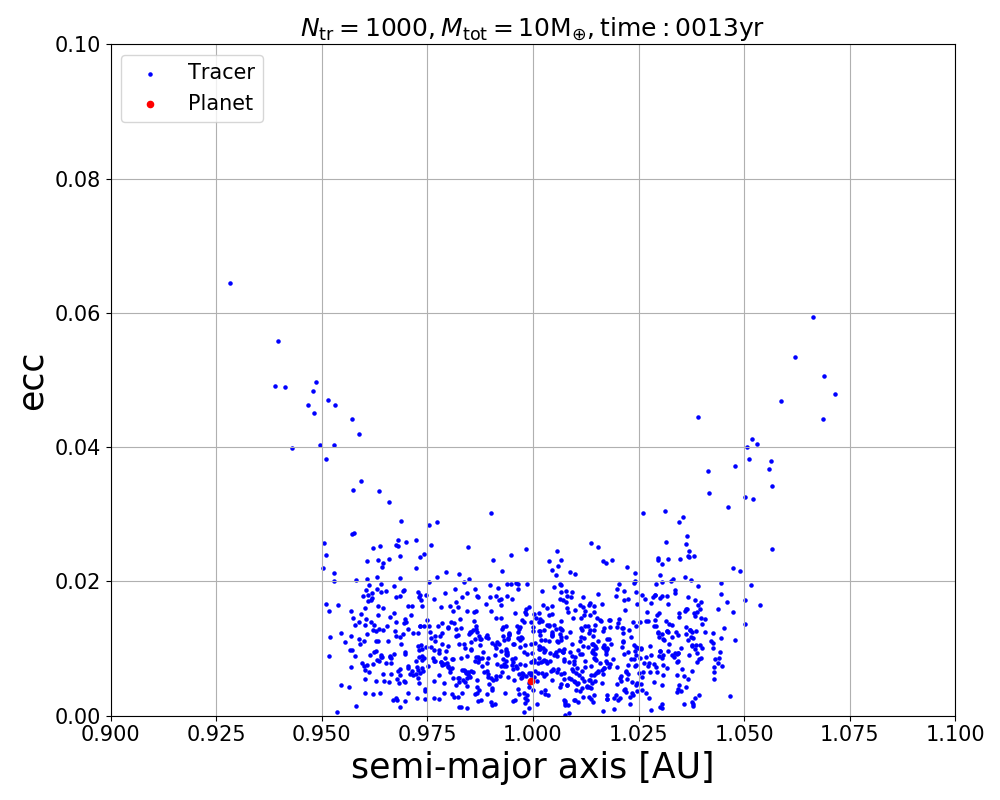 N_tr = 1000, M_tot = 10M_⊕, time : 0013yr
Tracer
Planet
ecc
0.10
0.08
0.06
0.04
0.02
0.00
0.900 0.925 0.950 0.975 1.000 1.025 1.050 1.075 1.100
semi-major axis [AU]